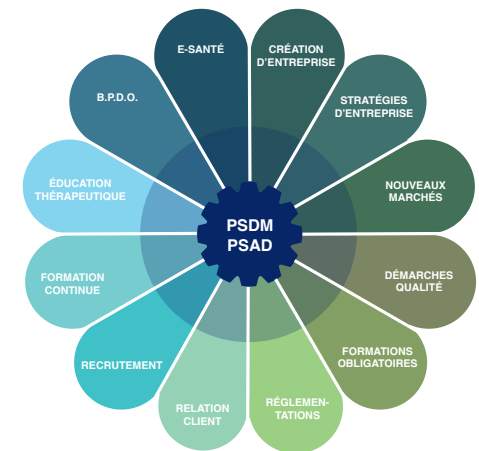 E-SANTÉ
CRÉATION
D'ENTREPRISE
STRATÉGIES
D'ENTREPRISE
NOUVEAUX
MARCHÉS
DÉMARCHES
QUALITÉ
FORMATIONS
OBLIGATOIRES
RÉGLEMEN-
TATIONS
RELATION
CLIENT
RECRUTEMENT
FORMATION
CONTINUE
ÉDUCATION
THÉRAPEUTIQUE
B.P.D.O.
PSDM
PSAD